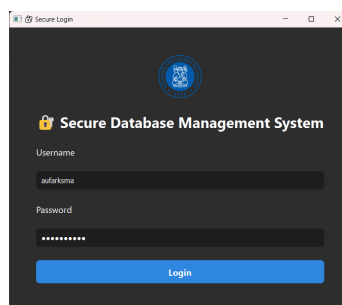 Secure Login
Secure Database Management System
Username
aufarksma
Password
••••••••••
Login